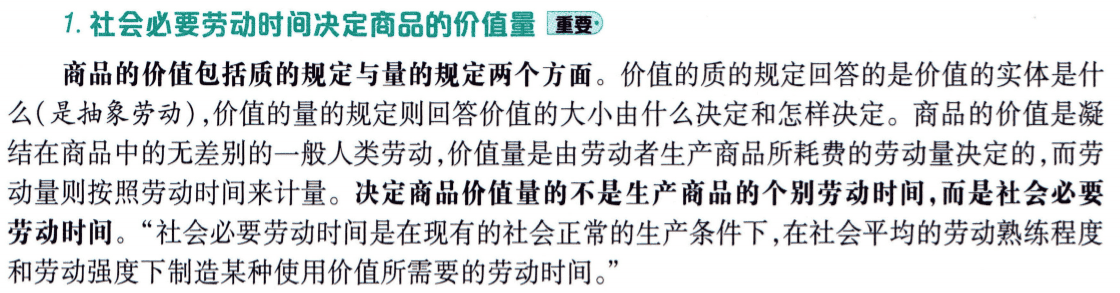 1. 社会必要劳动时间决定商品的价值量 重要
商品的价值包括质的规定与量的规定两个方面。价值的质的规定回答的是价值的实体是什
么(是抽象劳动),价值的量的规定则回答价值的大小由什么决定和怎样决定。商品的价值是凝
结在商品中的无差别的一般人类劳动,价值量是由劳动者生产商品所耗费的劳动量决定的,而劳
动量则按照劳动时间来计量。决定商品价值量的不是生产商品的个别劳动时间,而是社会必要
劳动时间。“社会必要劳动时间是在现有的社会正常的生产条件下,在社会平均的劳动熟练程度
和劳动强度下制造某种使用价值所需要的劳动时间。”